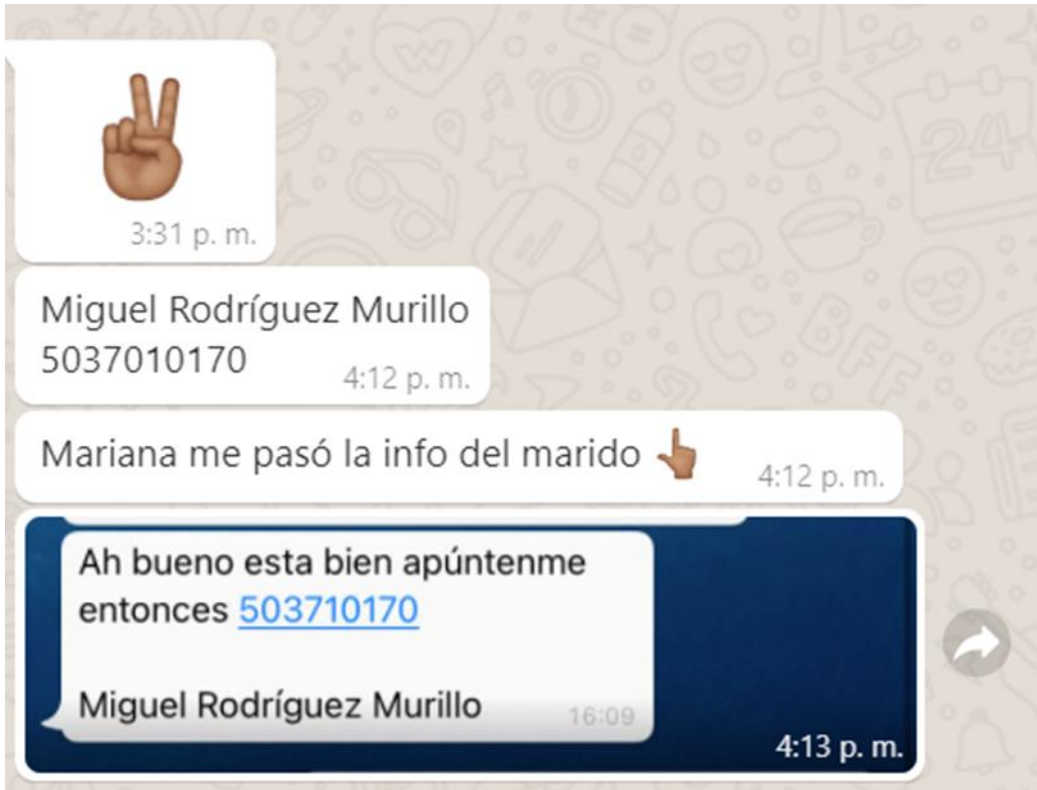 3:31 p. m.
Miguel Rodríguez Murillo
5037010170
4:12 p. m.
Mariana me pasó la info del marido
4:12 p. m.
Ah bueno esta bien apúntenme
entonces 503710170
Miguel Rodríguez Murillo
16:09
4:13 p. m.